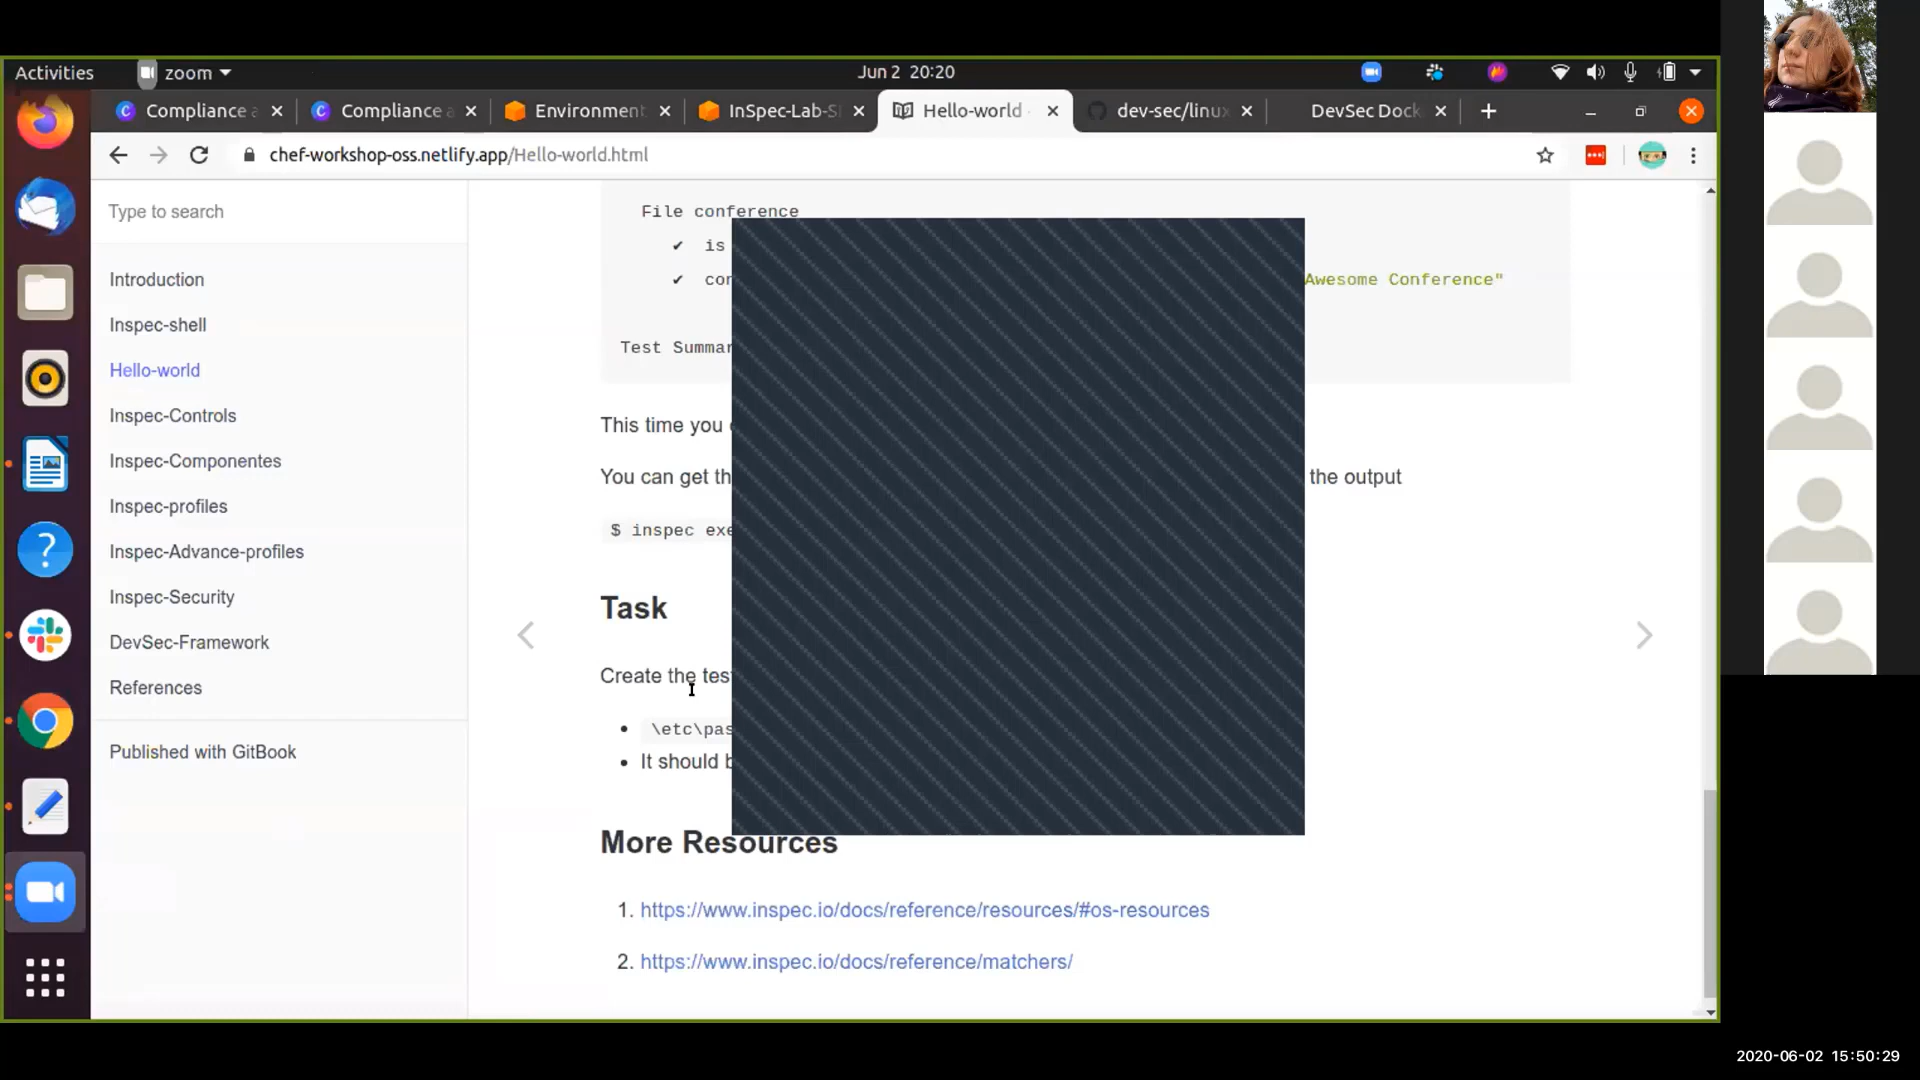 Activities
zoom
Jun 2 20:20
Compliance a
Compliance a
Environment
InSpec-Lab-S
Hello-world
dev-sec/linux
DevSec Dock
chef-workshop-oss.netlify.app/Hello-world.html
Type to search
Introduction
Inspec-shell
Hello-world
Inspec-Controls
Inspec-Componentes
Inspec-profiles
Inspec-Advance-profiles
Inspec-Security
DevSec-Framework
References
Published with GitBook
File conference
✔ is
✔ con
Awesome Conference"
Test Summar
This time you
You can get th
the output
$ inspec exe
Task
Create the tes
• \etc\pas
• It should b
More Resources
1. https://www.inspec.io/docs/reference/resources/#os-resources
2. https://www.inspec.io/docs/reference/matchers/
2020-06-02 15:50:29